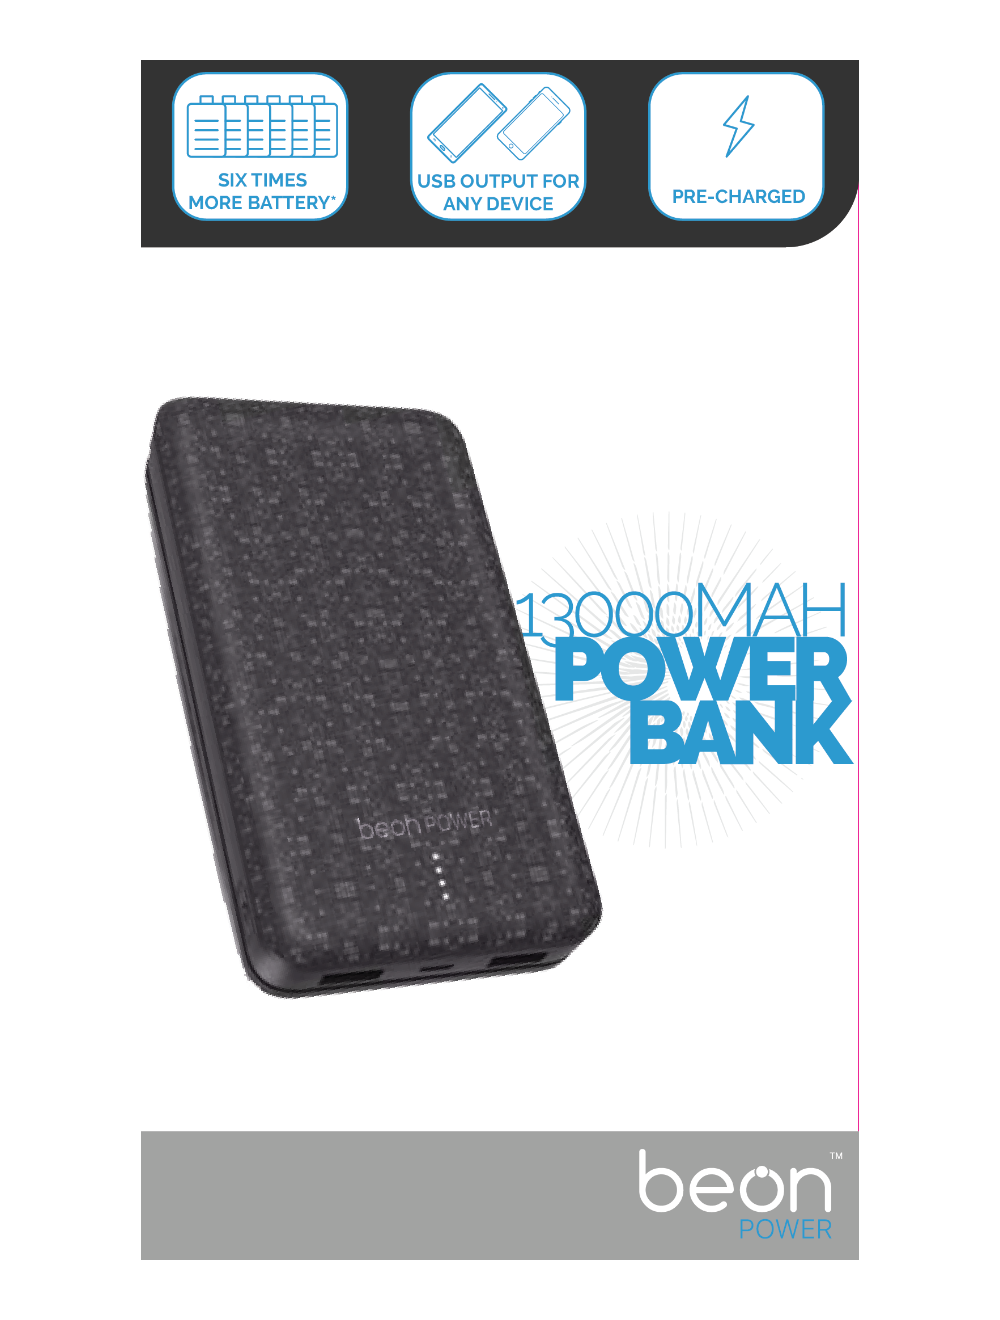 SIX TIMES
MORE BATTERY*
USB OUTPUT FOR
ANY DEVICE
PRE-CHARGED
13000MAH
POWER
BANK
beon POWER
beon™
POWER